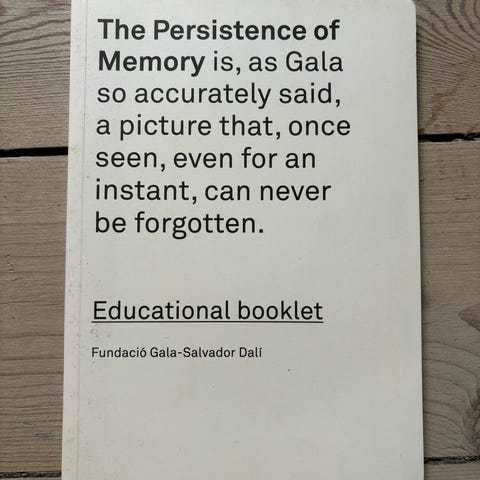 The Persistence of
Memory is, as Gala
so accurately said,
a picture that, once
seen, even for an
instant, can never
be forgotten.
Educational booklet
Fundació Gala-Salvador Dalí